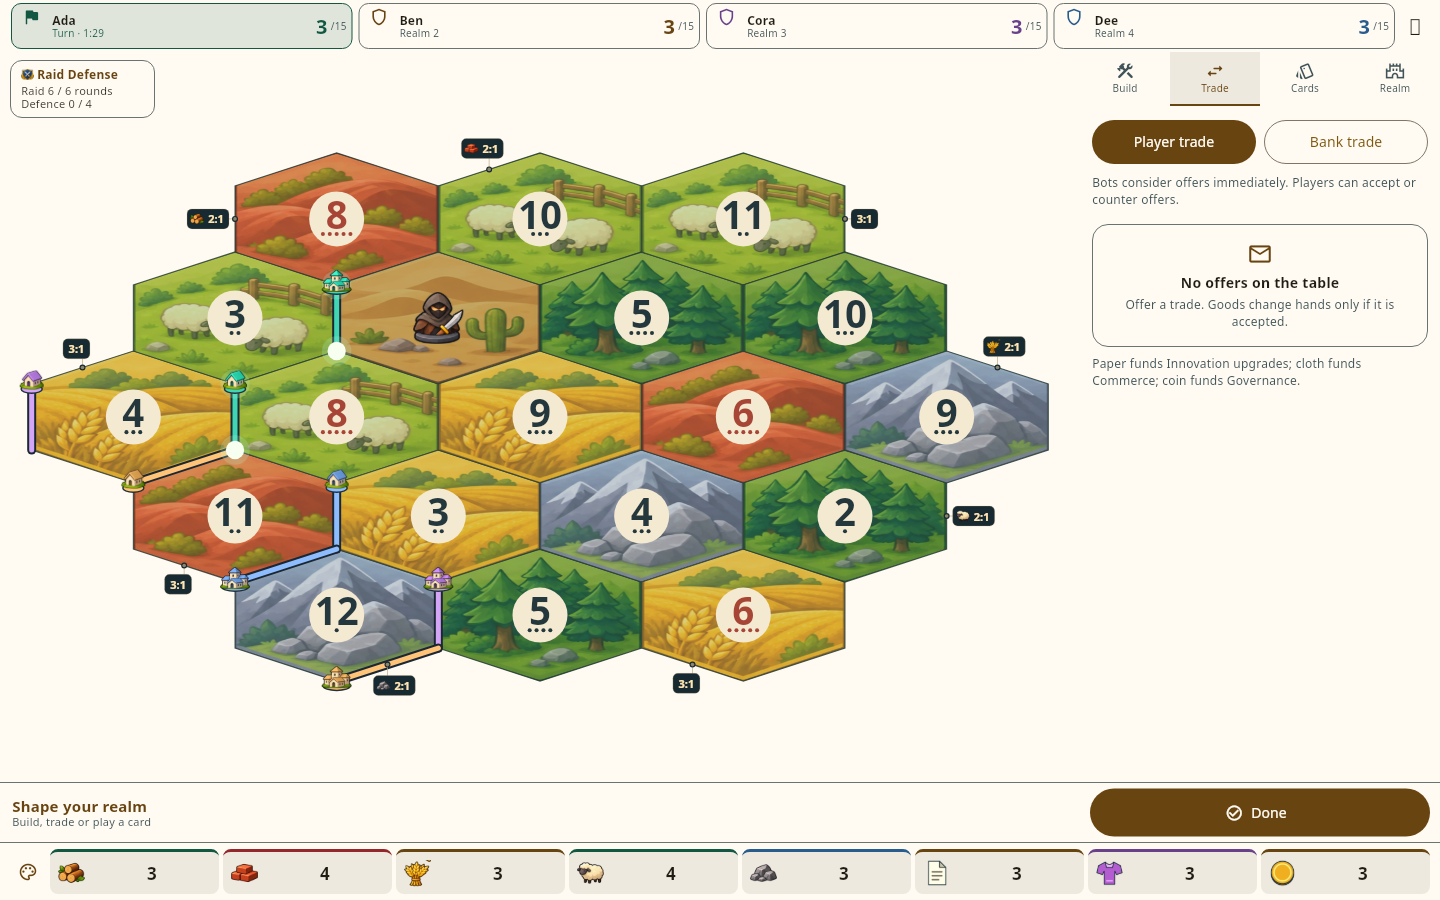 Ada
Turn · 1:29
3 /15
Ben
Realm 2
3 /15
Cora
Realm 3
3 /15
Dee
Realm 4
3 /15
Raid Defense
Raid 6 / 6 rounds
Defence 0 / 4
Build
Trade
Cards
Realm
Player trade
Bank trade
Bots consider offers immediately. Players can accept or
counter offers.
No offers on the table
Offer a trade. Goods change hands only if it is
accepted.
Paper funds Innovation upgrades; cloth funds
Commerce; coin funds Governance.
2:1
2:1
8
10
11
3:1
3
5
10
3:1
2:1
4
8
9
6
9
11
3
4
2
2:1
3:1
12
5
6
2:1
3:1
Shape your realm
Build, trade or play a card
Done
3
4
3
4
3
3
3
3